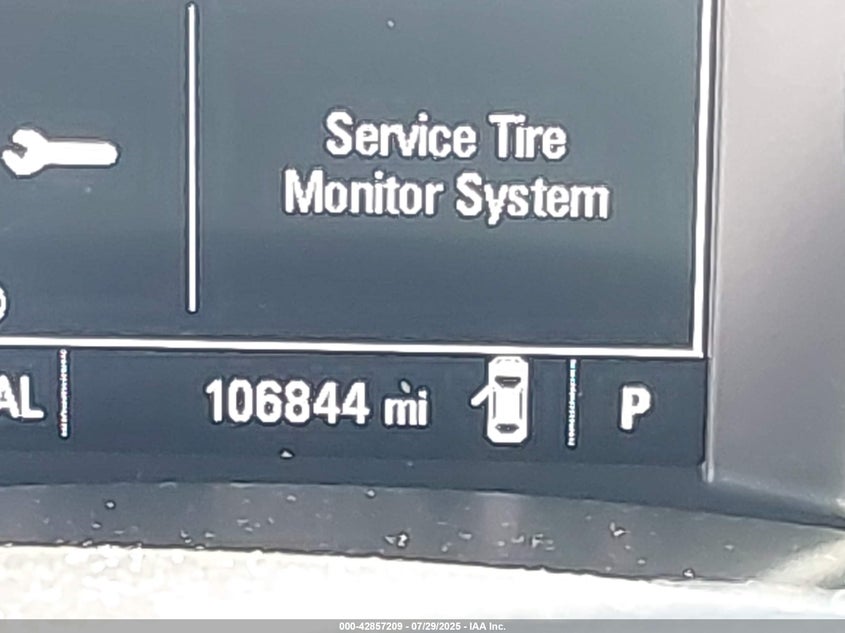 Service Tire
Monitor System
AL
106844 mi
P
000-42857209 - 07/29/2025 - IAA Inc.